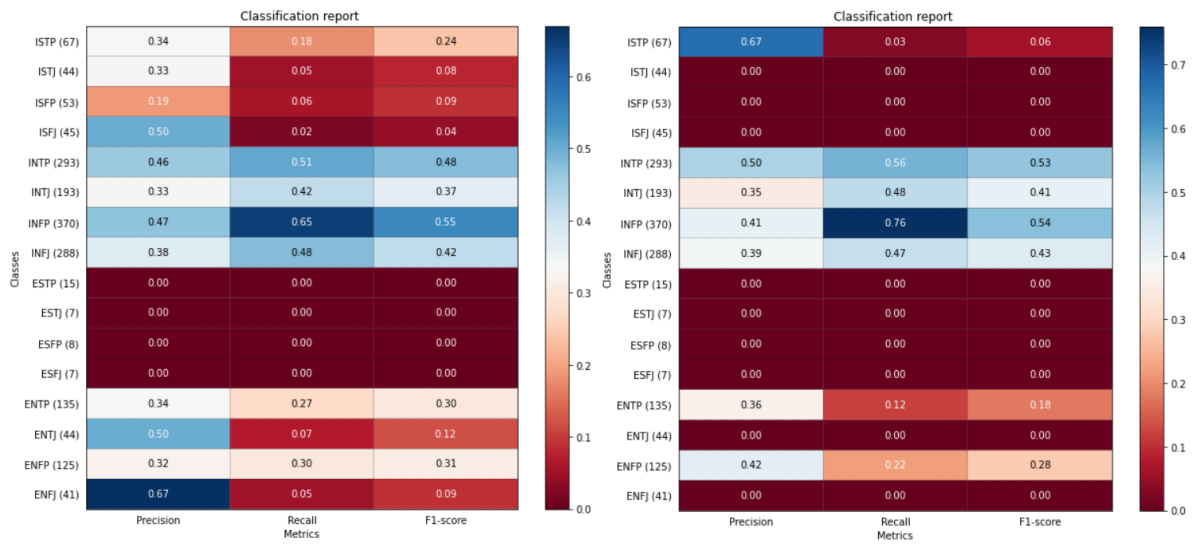 Classification report
ISTP (67) 0.34 0.18 0.24
ISTJ (44) 0.33 0.05 0.08
ISFP (53) 0.19 0.06 0.09
ISFJ (45) 0.50 0.02 0.04
INTP (293) 0.46 0.51 0.48
INTJ (193) 0.33 0.42 0.37
INFP (370) 0.47 0.65 0.55
INFJ (288) 0.38 0.48 0.42
ESTP (15) 0.00 0.00 0.00
ESTJ (7) 0.00 0.00 0.00
ESFP (8) 0.00 0.00 0.00
ESFJ (7) 0.00 0.00 0.00
ENTP (135) 0.34 0.27 0.30
ENTJ (44) 0.50 0.07 0.12
ENFP (125) 0.32 0.30 0.31
ENFJ (41) 0.67 0.05 0.09
Classes
Precision Recall F1-score
Metrics
0.6
0.5
0.4
0.3
0.2
0.1
0.0
Classification report
ISTP (67) 0.67 0.03 0.06
ISTJ (44) 0.00 0.00 0.00
ISFP (53) 0.00 0.00 0.00
ISFJ (45) 0.00 0.00 0.00
INTP (293) 0.50 0.56 0.53
INTJ (193) 0.35 0.48 0.41
INFP (370) 0.41 0.76 0.54
INFJ (288) 0.39 0.47 0.43
ESTP (15) 0.00 0.00 0.00
ESTJ (7) 0.00 0.00 0.00
ESFP (8) 0.00 0.00 0.00
ESFJ (7) 0.00 0.00 0.00
ENTP (135) 0.36 0.12 0.18
ENTJ (44) 0.00 0.00 0.00
ENFP (125) 0.42 0.22 0.28
ENFJ (41) 0.00 0.00 0.00
Classes
Precision Recall F1-score
Metrics
0.7
0.6
0.5
0.4
0.3
0.2
0.1
0.0